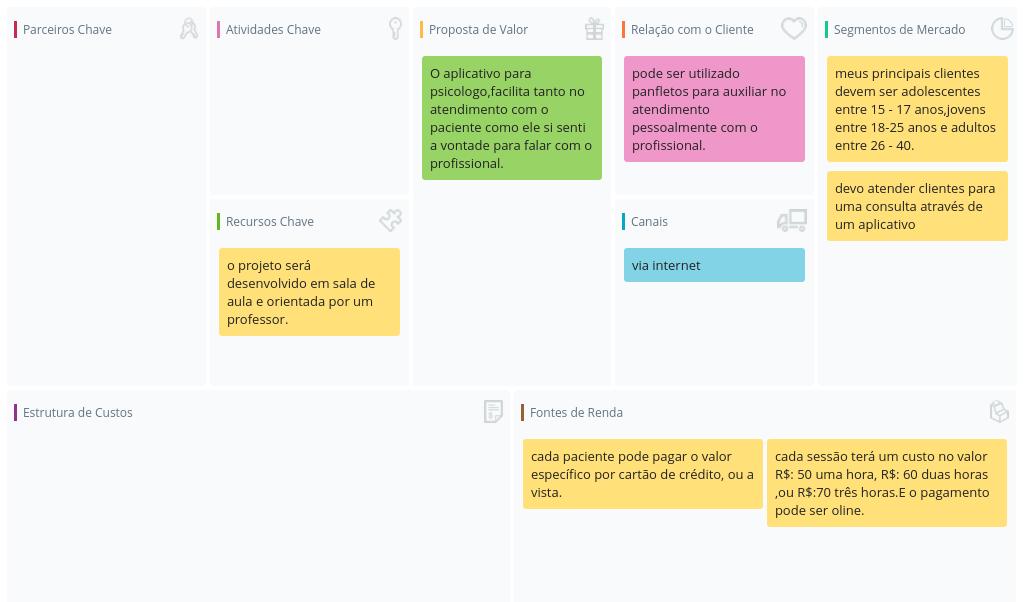 Parceiros Chave
Atividades Chave
Proposta de Valor
O aplicativo para
psicologo,facilita tanto no
atendimento com o
paciente como ele si senti
a vontade para falar com o
profissional.
Relação com o Cliente
pode ser utilizado
panfletos para auxiliar no
atendimento
pessoalmente com o
profissional.
Segmentos de Mercado
meus principais clientes
devem ser adolescentes
entre 15 - 17 anos,jovens
entre 18-25 anos e adultos
entre 26 - 40.
devo atender clientes para
uma consulta através de
um aplicativo
Recursos Chave
o projeto será
desenvolvido em sala de
aula e orientada por um
professor.
Canais
via internet
Estrutura de Custos
Fontes de Renda
cada paciente pode pagar o valor
específico por cartão de crédito, ou a
vista.
cada sessão terá um custo no valor
R$: 50 uma hora, R$: 60 duas horas
,ou R$:70 três horas.E o pagamento
pode ser oline.